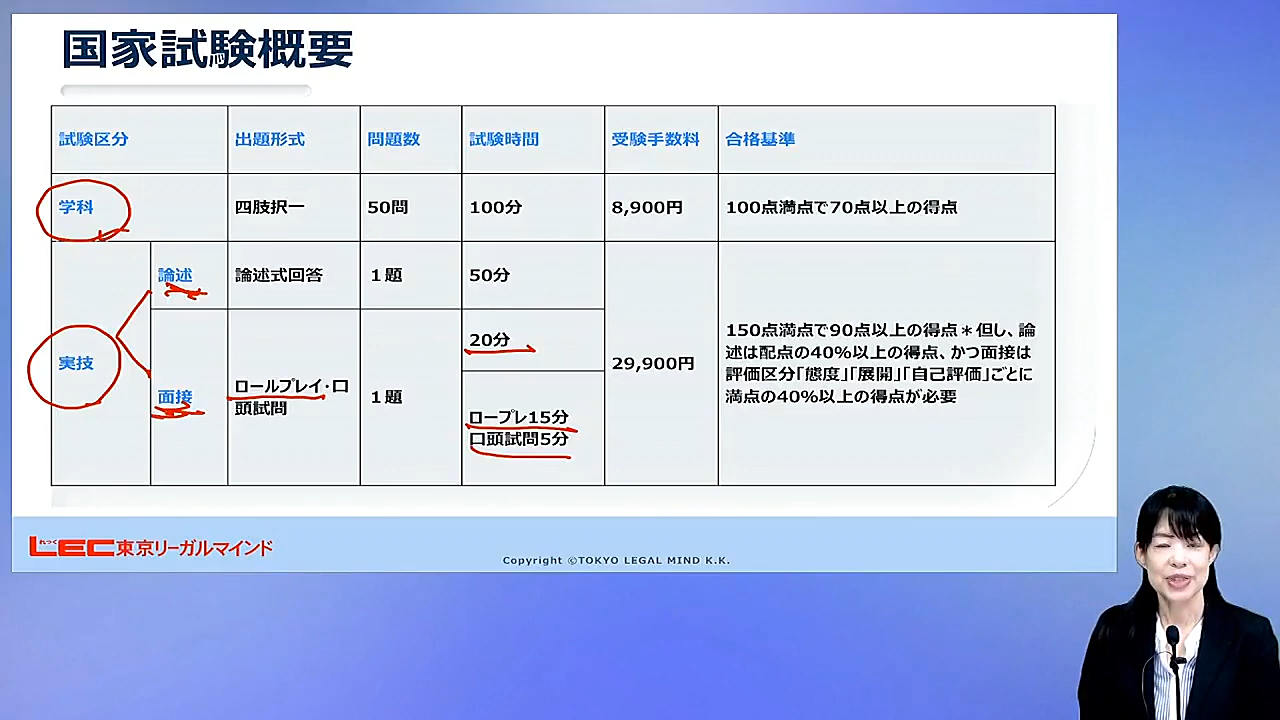 国家試験概要
試験区分
出題形式
問題数
試験時間
受験手数料
合格基準
学科
四肢択一
50問
100分
8,900円
100点満点で70点以上の得点
実技
論述
論述式回答
１題
50分
面接
ロールプレイ・口
頭試問
１題
20分
ロープレ15分
口頭試問5分
29,900円
150点満点で90点以上の得点＊但し、論
述は配点の40％以上の得点、かつ面接は
評価区分「態度」「展開」「自己評価」ごとに
満点の40％以上の得点が必要
れっく
LEC東京リーガルマインド
Copyright ©TOKYO LEGAL MIND K.K.